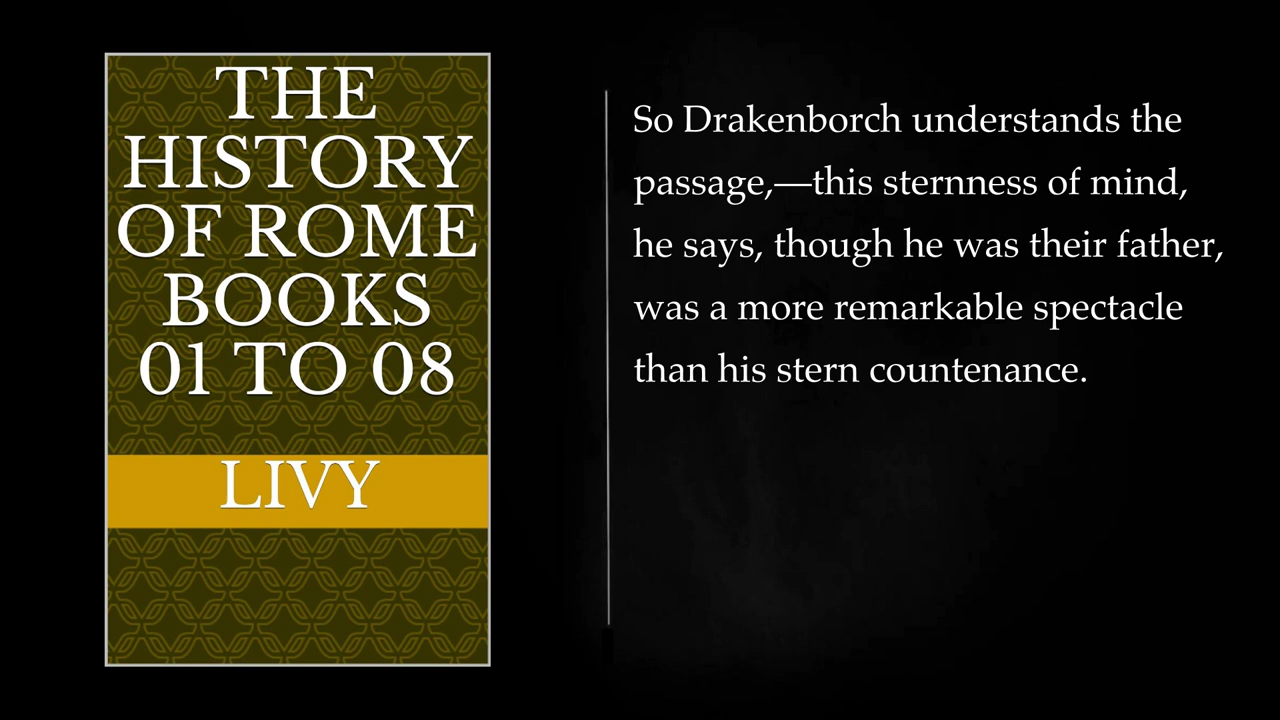 THE
HISTORY
OF ROME
BOOKS
01 TO 08
LIVY
So Drakenborch understands the
passage,—this sternness of mind,
he says, though he was their father,
was a more remarkable spectacle
than his stern countenance.